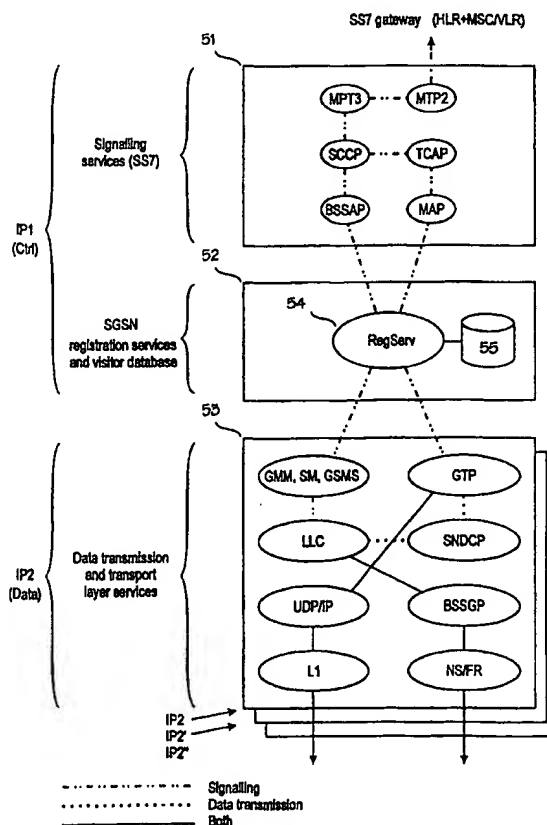 SS7 gateway (HLR+MSC/VLR)
51
MPT3
MTP2
Signalling
services (SS7)
SCCP
TCAP
BSSAP
MAP
IP1
(Ctrl)
52
54
SGSN
registration services
and visitor database
RegServ
55
53
GMM, SM, GSMS
GTP
LLC
SNDCP
IP2
(Data)
Data transmission
and transport
layer services
UDP/IP
BSSGP
L1
NS/FR
IP2
IP2'
IP2"
Signalling
Data transmission
Both